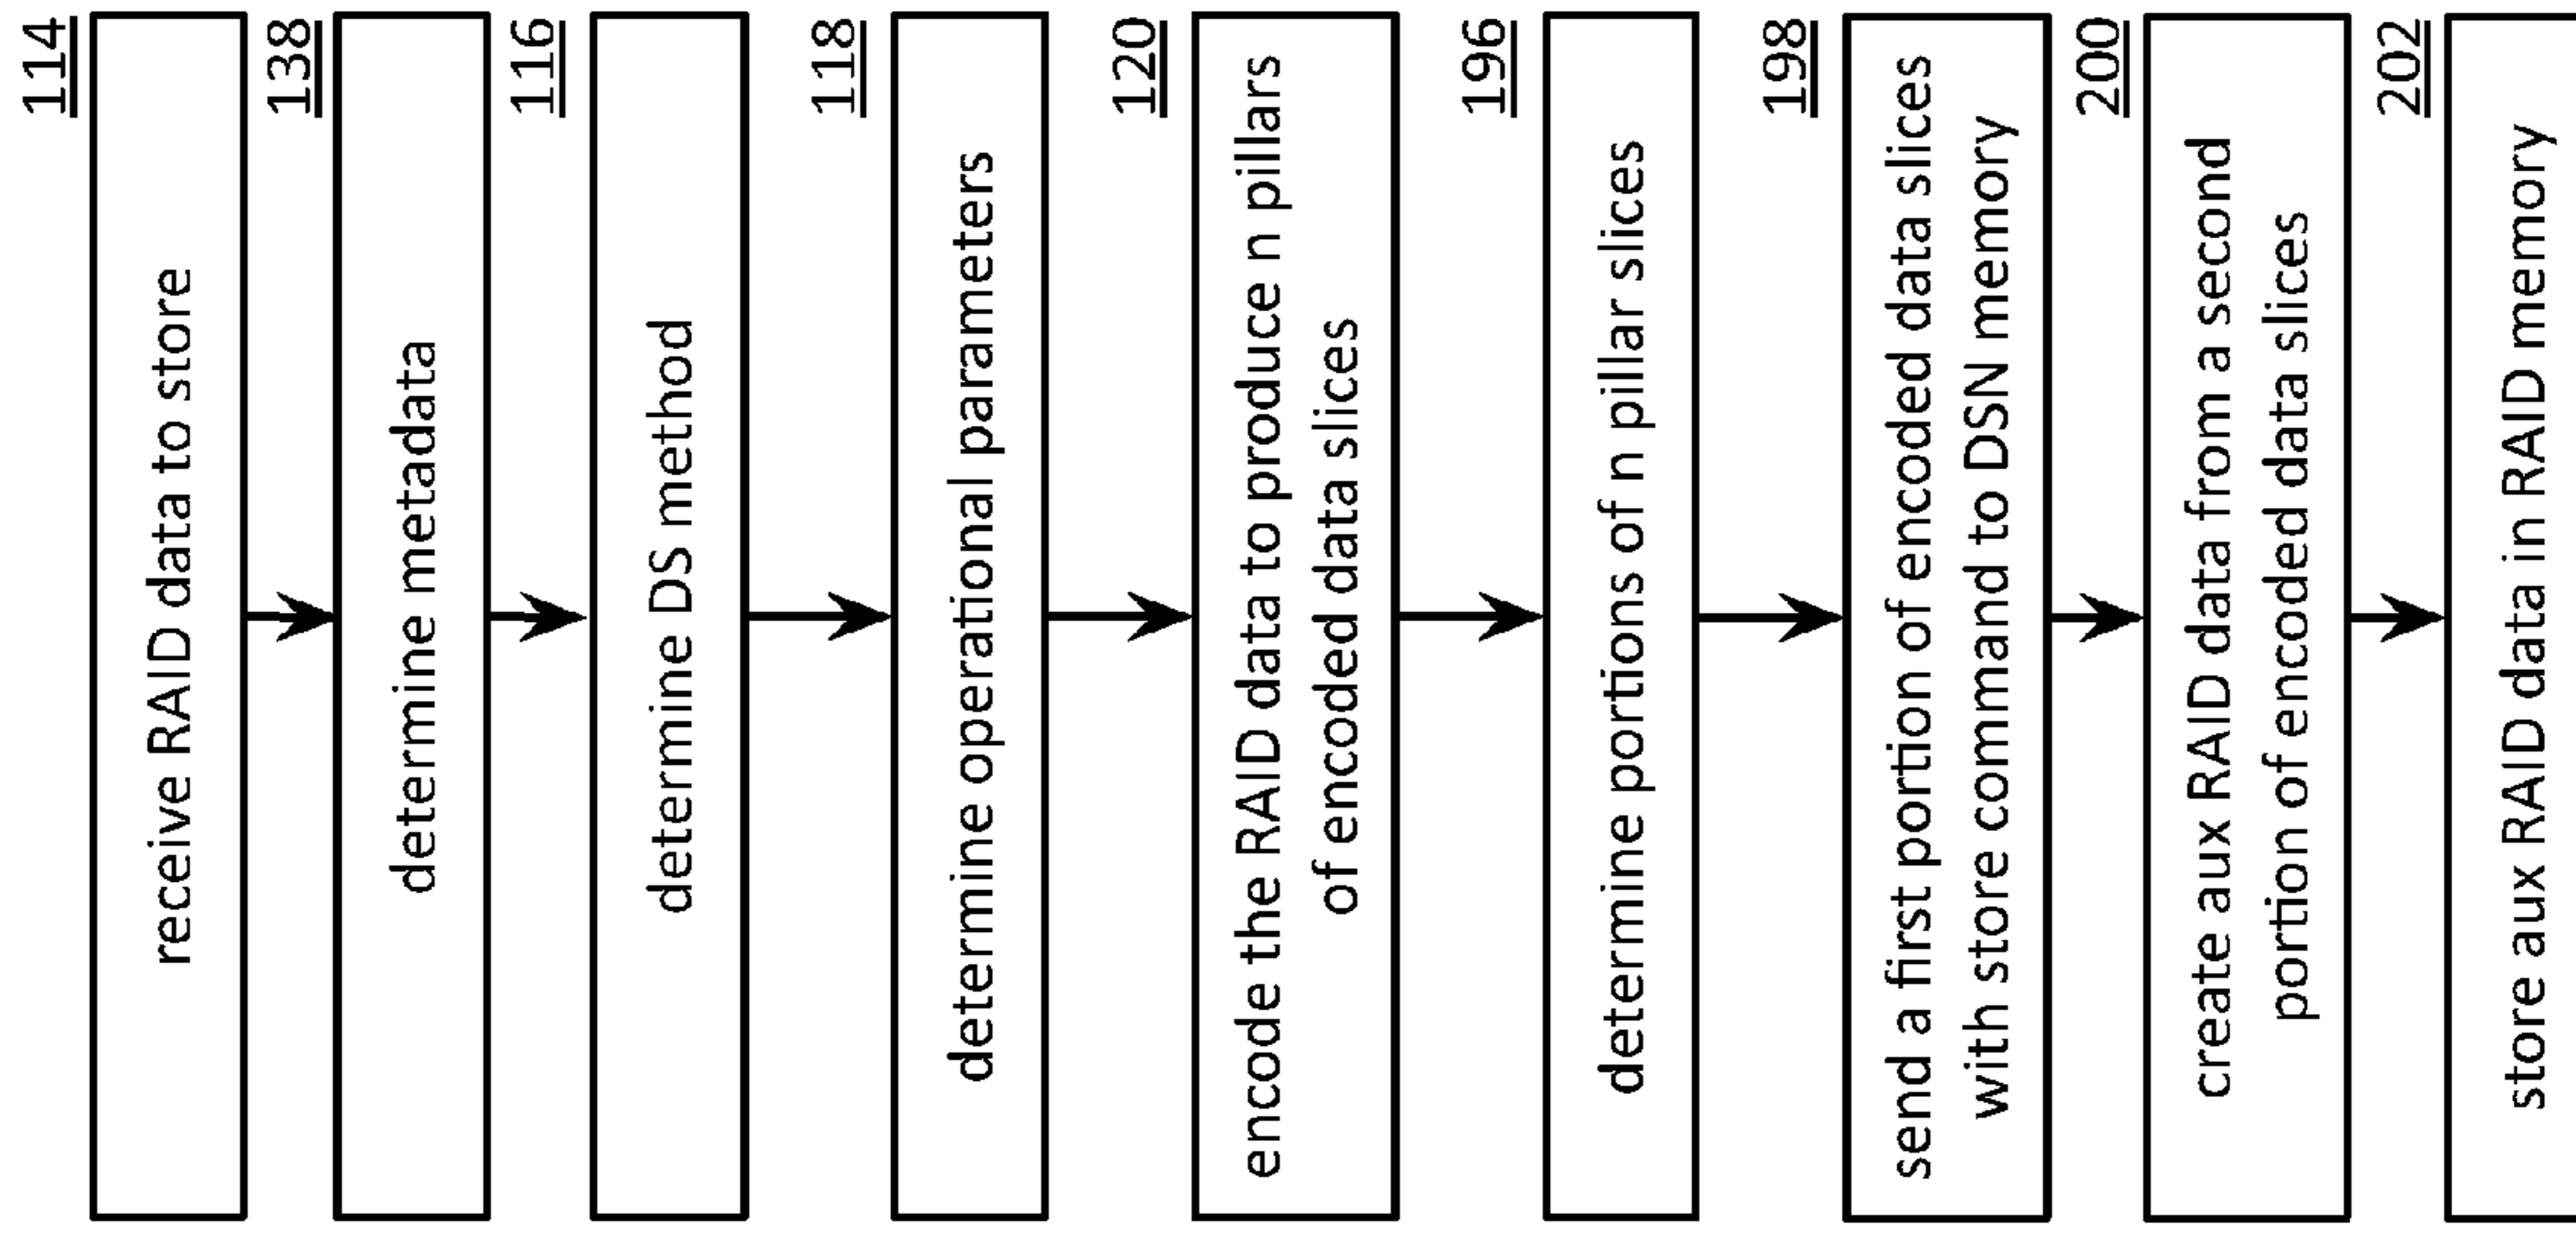 114
receive RAID data to store
138
determine metadata
116
determine DS method
118
determine operational parameters
120
encode the RAID data to produce n pillars
of encoded data slices
196
determine portions of n pillar slices
198
send a first portion of encoded data slices
with store command to DSN memory
200
create aux RAID data from a second
portion of encoded data slices
202
store aux RAID data in RAID memory